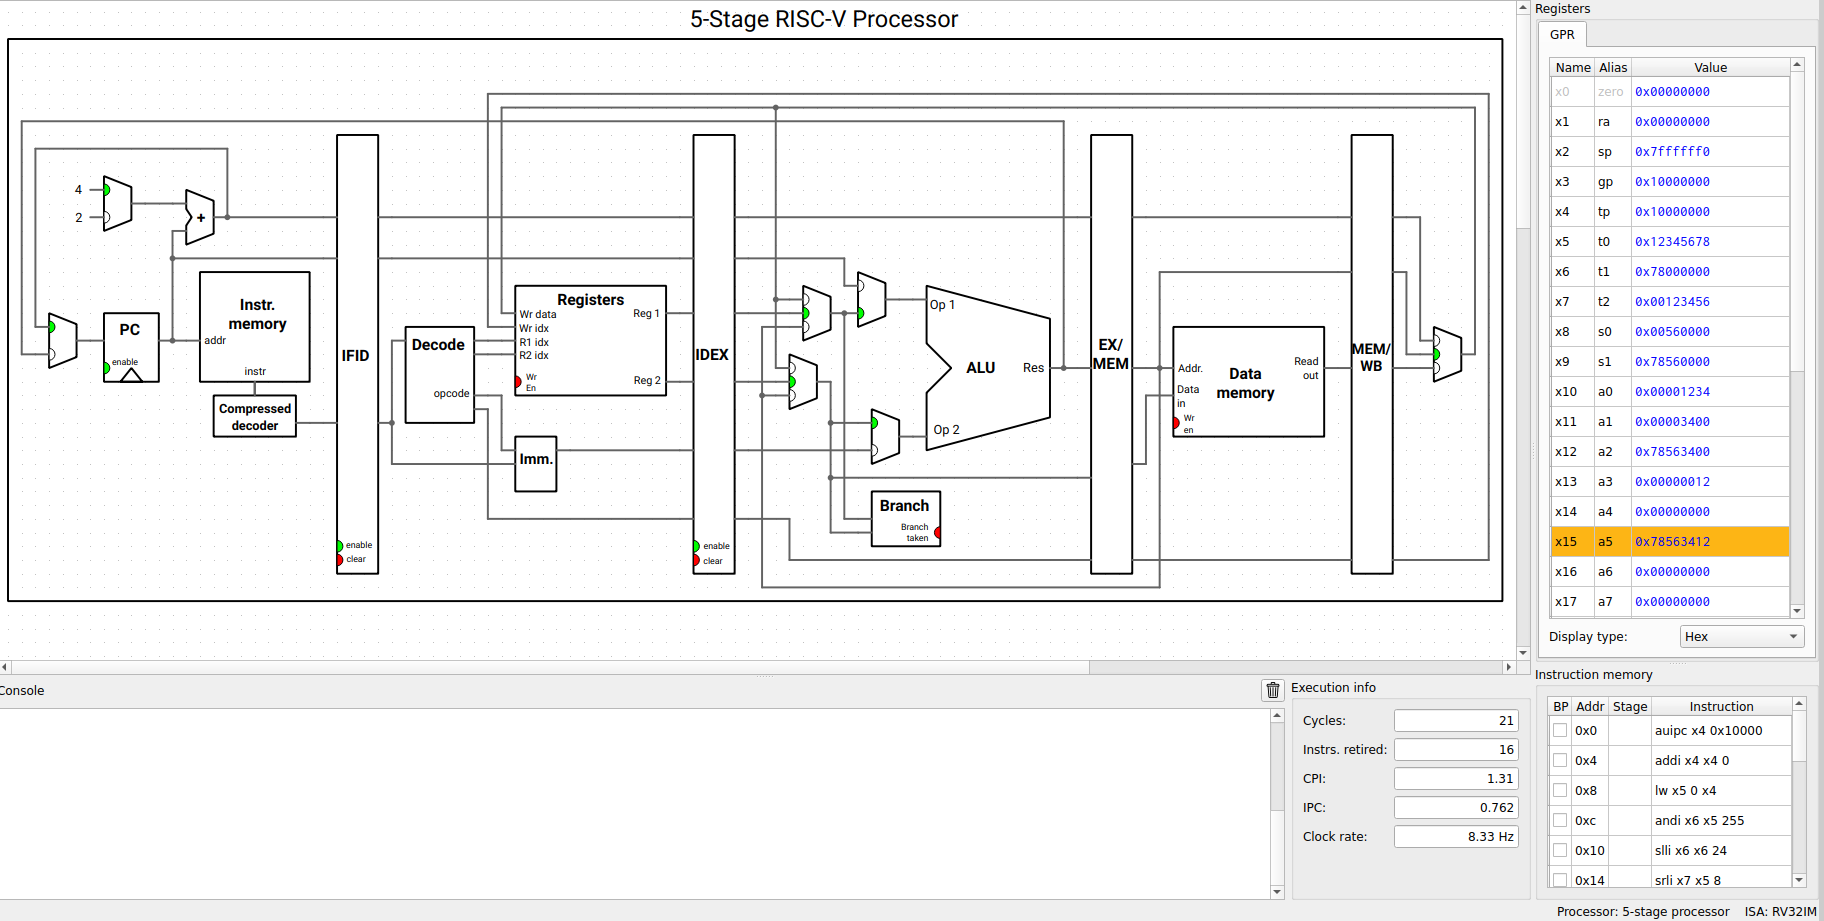 5-Stage RISC-V Processor
4
2
+
PC
enable
Instr.
memory
addr
instr
Compressed
decoder
IFID
enable
clear
Decode
opcode
Registers
Wr data
Wr idx
R1 idx
R2 idx
Wr
En
Reg 1
Reg 2
Imm.
IDEX
enable
clear
Op 1
ALU
Res
Op 2
Branch
Branch
taken
EX/
MEM
Addr.
Data
in
Wr
en
Data
memory
Read
out
MEM/
WB
Registers
GPR
Name Alias Value
x0 zero 0x00000000
x1 ra 0x00000000
x2 sp 0x7ffffff0
x3 gp 0x10000000
x4 tp 0x10000000
x5 t0 0x12345678
x6 t1 0x78000000
x7 t2 0x00123456
x8 s0 0x00560000
x9 s1 0x78560000
x10 a0 0x00001234
x11 a1 0x00003400
x12 a2 0x78563400
x13 a3 0x00000012
x14 a4 0x00000000
x15 a5 0x78563412
x16 a6 0x00000000
x17 a7 0x00000000
Display type: Hex
Console
Execution info
Cycles: 21
Instrs. retired: 16
CPI: 1.31
IPC: 0.762
Clock rate: 8.33 Hz
Instruction memory
BP Addr Stage Instruction
0x0 auipc x4 0x10000
0x4 addi x4 x4 0
0x8 lw x5 0 x4
0xc andi x6 x5 255
0x10 slli x6 x6 24
0x14 srli x7 x5 8
Processor: 5-stage processor ISA: RV32IM